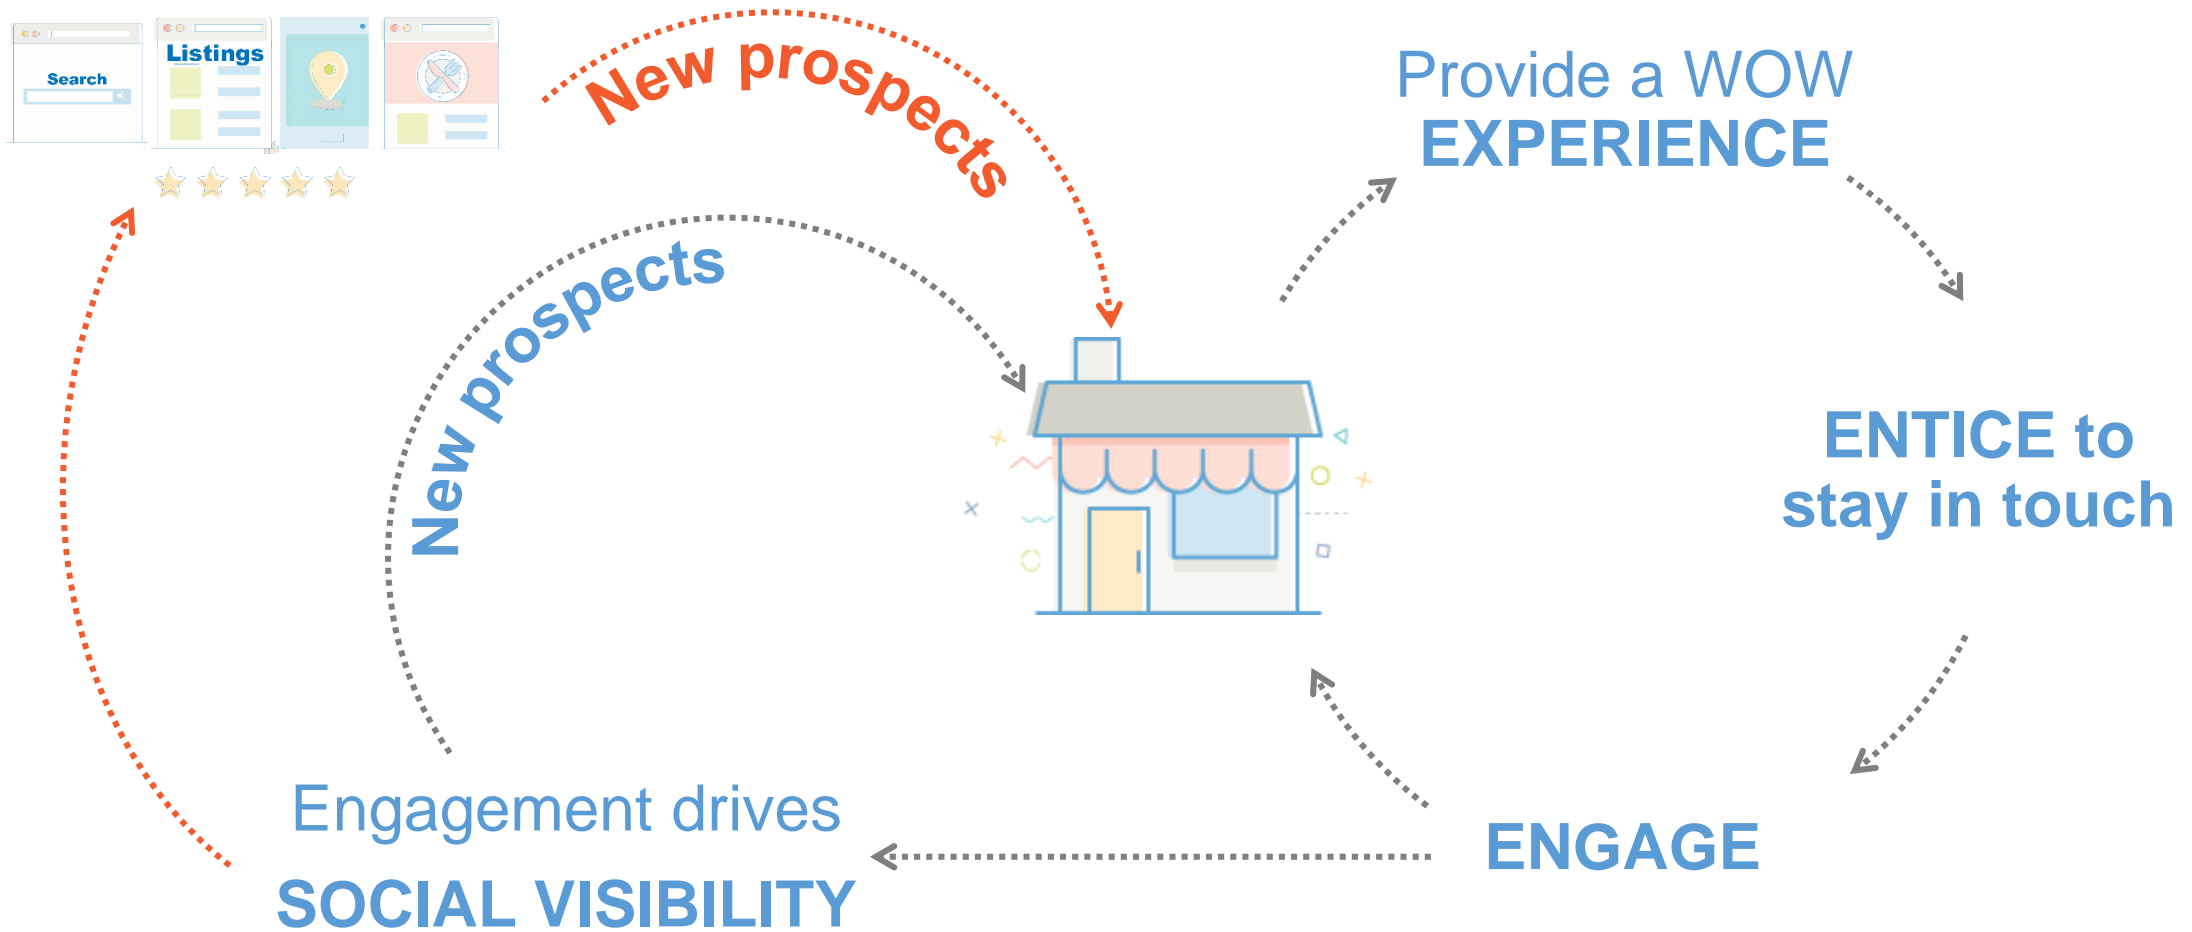 Search
Listings
New prospects
New prospects
Provide a WOW
EXPERIENCE
ENTICE to
stay in touch
ENGAGE
Engagement drives
SOCIAL VISIBILITY